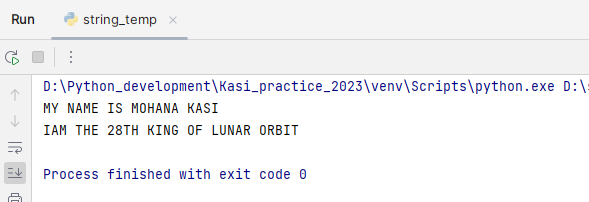 Run string_temp
D:\Python_development\Kasi_practice_2023\venv\Scripts\python.exe D:\
MY NAME IS MOHANA KASI
IAM THE 28TH KING OF LUNAR ORBIT
Process finished with exit code 0